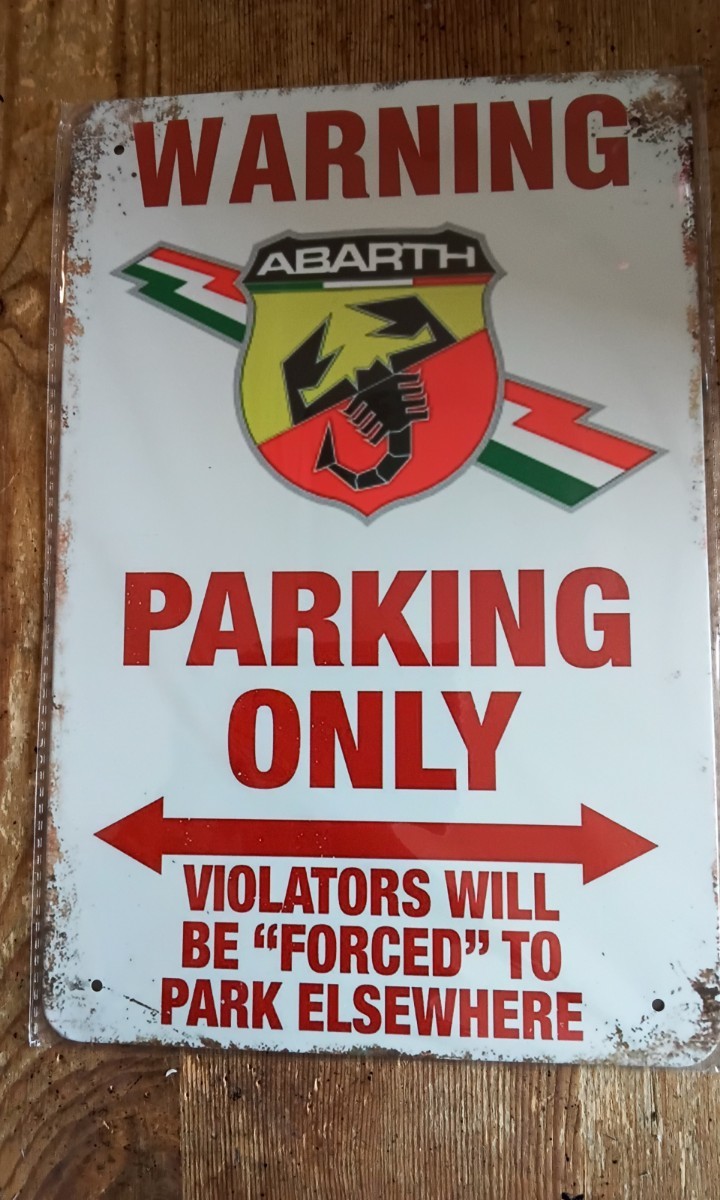 WARNING
ABARTH
PARKING
ONLY
VIOLATORS WILL
BE “FORCED” TO
PARK ELSEWHERE